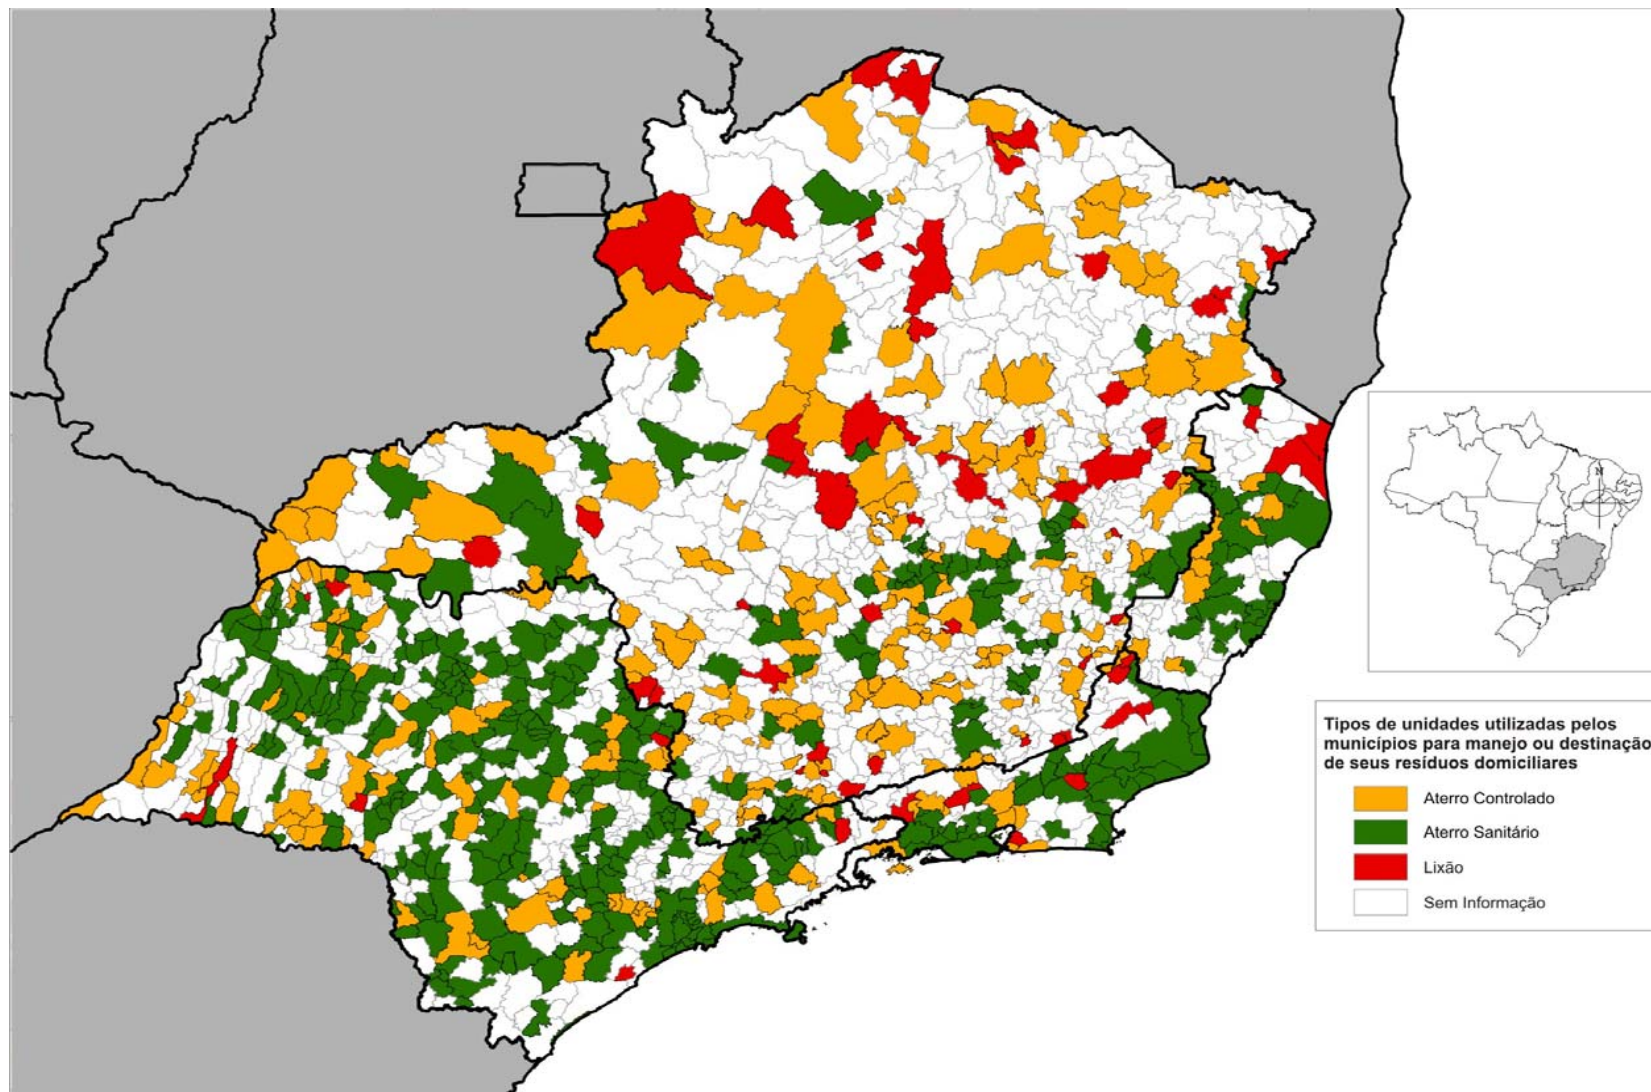 N
Tipos de unidades utilizadas pelos
municípios para manejo ou destinação
de seus resíduos domiciliares
Aterro Controlado
Aterro Sanitário
Lixão
Sem Informação